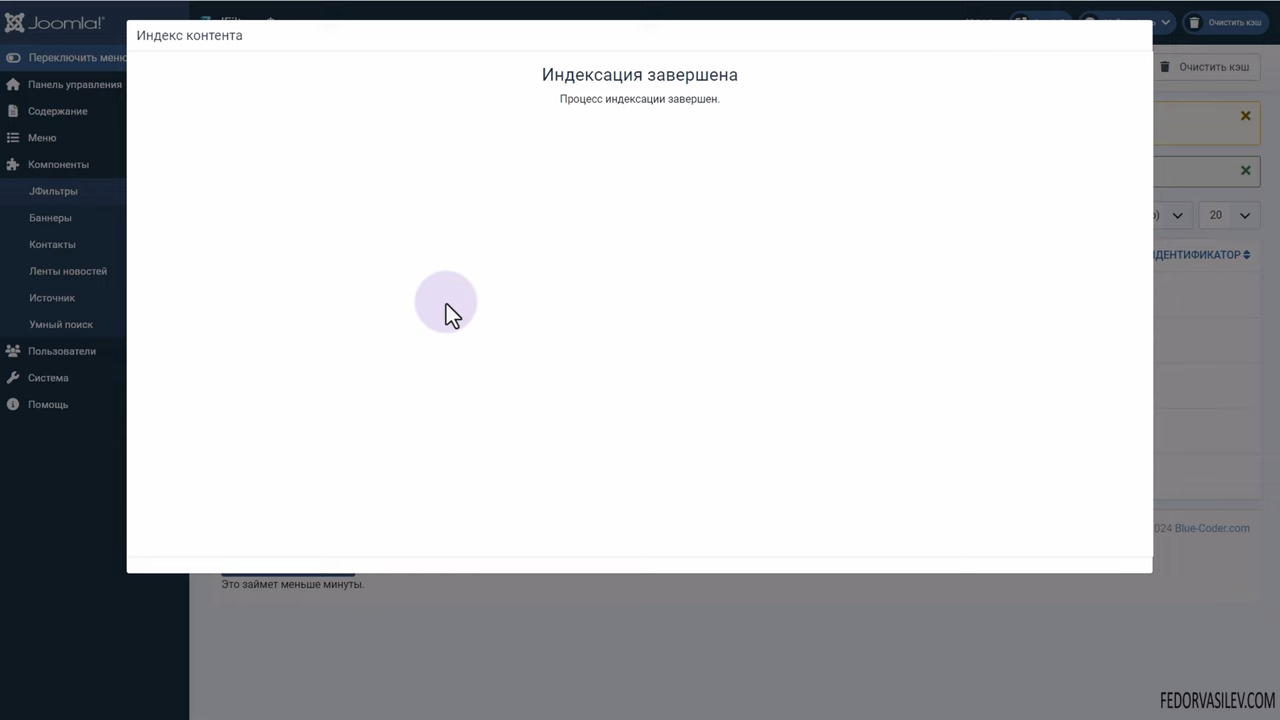 Joomla!
Очистить кэш
Индекс контента
Переключить меню
Индексация завершена
Процесс индексации завершен.
Очистить кэш
Панель управления
Содержание
Меню
Компоненты
JФильтры
Баннеры
Контакты
Ленты новостей
Источник
Умный поиск
Пользователи
Система
Помощь
20
ДЕНТИФИКАТОР
024 Blue-Coder.com
Это займет меньше минуты.
FEDORVASILEV.COM